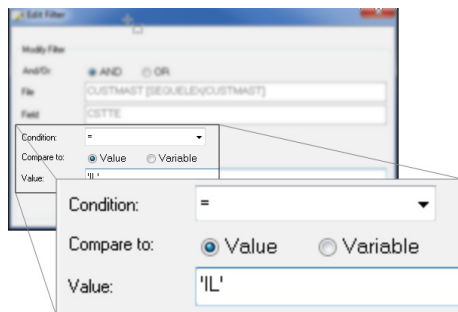 Edit Filter
Modify Filter
And/Or: AND OR
File CUSTMAST [SEQUELEX/CUSTMAST]
Field CSTTE
Condition: =
Compare to: Value Variable
Value: 'IL'
Condition: =
Compare to: Value Variable
Value: 'IL'